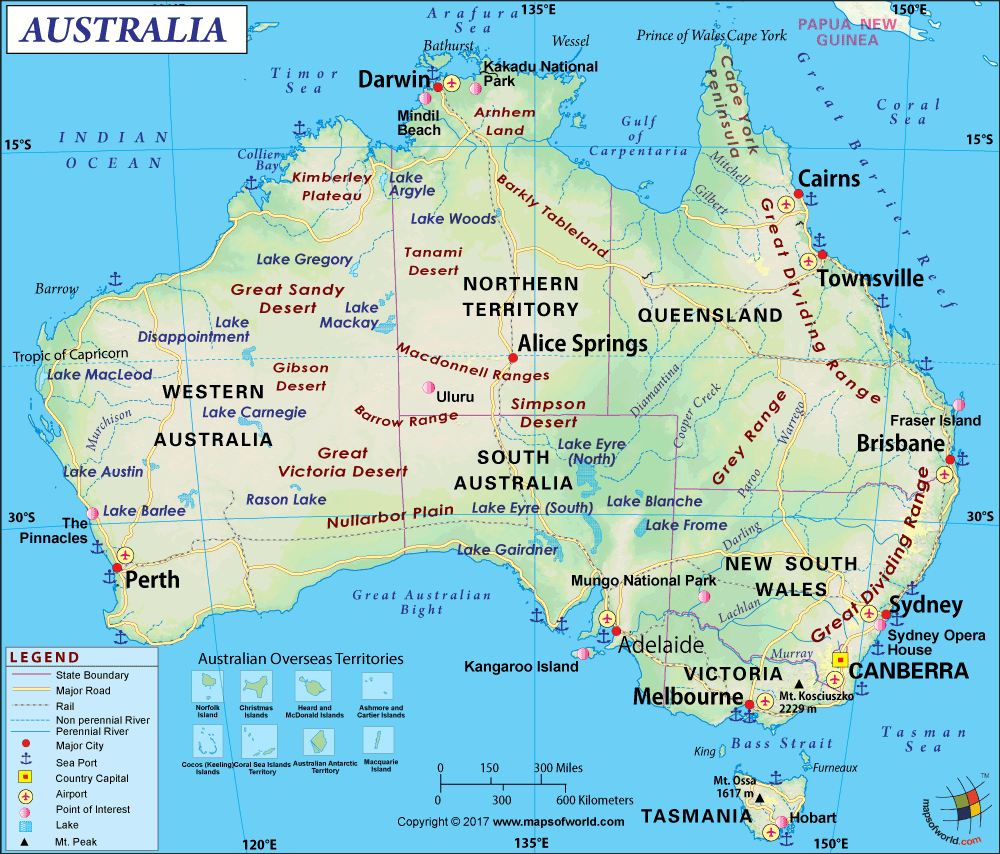 AUSTRALIA
Arafura
Sea
135°E
150°E
PAPUA NEW
GUINEA
Bathurst
Wessel
Prince of Wales
Cape York
Timor
Sea
Darwin
Kakadu National
Park
Mindil
Beach
Arnhem
Land
Gulf
of
Carpentaria
Cape York
Peninsula
Great Barrier Reef
Coral
Sea
INDIAN
OCEAN
15°S
15°S
Collier
Bay
Kimberley
Plateau
Lake
Argyle
Lake Woods
Barkly Tableland
Mitchell
Gilbert
Cairns
Townsville
Great Dividing Range
Lake Gregory
Tanami
Desert
Great Sandy
Desert
Lake
Mackay
NORTHERN
TERRITORY
QUEENSLAND
Barrow
Lake
Disappointment
Alice Springs
Tropic of Capricorn
Lake MacLeod
Gibson
Desert
Macdonnell Ranges
Uluru
WESTERN
AUSTRALIA
Lake Carnegie
Barrow Range
Simpson
Desert
Diamantina
Cooper Creek
Grey Range
Warrego
Paroo
Fraser Island
Brisbane
Murchison
Great
Victoria Desert
SOUTH
AUSTRALIA
Lake Eyre
(North)
Lake Austin
Rason Lake
Lake Barlee
Lake Eyre (South)
Lake Blanche
Lake Frome
30°S
30°S
The
Pinnacles
Nullarbor Plain
Lake Gairdner
Darling
Great Dividing Range
Perth
Mungo National Park
NEW SOUTH
WALES
Great Australian
Bight
Lachlan
Sydney
Sydney Opera
House
Adelaide
Kangaroo Island
Murray
CANBERRA
VICTORIA
Melbourne
Mt. Kosciuszko
2229 m
Bass Strait
King
Furneaux
Tasman
Sea
Mt. Ossa
1617 m
TASMANIA
Hobart
LEGEND
State Boundary
Major Road
Rail
Non perennial River
Perennial River
Major City
Sea Port
Country Capital
Airport
Point of Interest
Lake
Mt. Peak
Australian Overseas Territories
Norfolk
Island
Christmas
Islands
Heard and
McDonald Islands
Ashmore and
Cartier Islands
Cocos (Keeling)
Islands
Coral Sea Islands
Territory
Australian Antarctic
Territory
Macquarie
Island
0 150 300 Miles
0 300 600 Kilometers
Copyright © 2017 www.mapsofworld.com
mapsofworld.com
TM
120°E
135°E
150°E